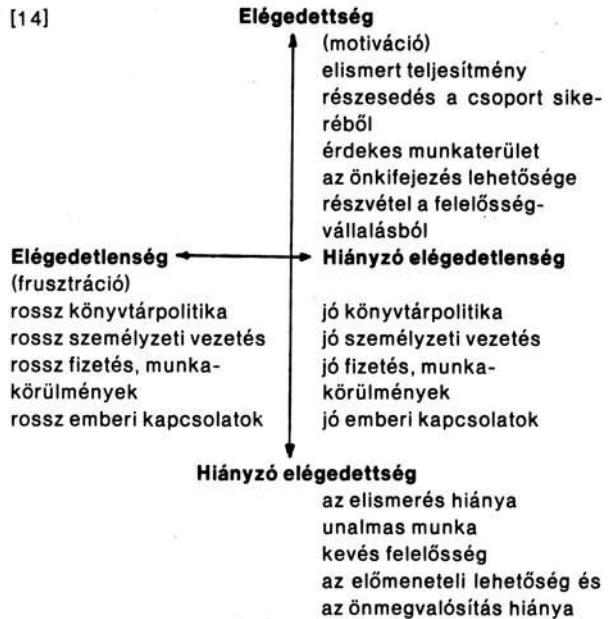 [14] Elégedettség
(motiváció)
elismert teljesítmény
részesedés a csoport sike-
réből
érdekes munkaterület
az önkifejezés lehetősége
részvétel a felelősség-
vállalásból
Elégedetlenség Hiányzó elégedetlenség
(frusztráció)
rossz könyvtárpolitika jó könyvtárpolitika
rossz személyzeti vezetés jó személyzeti vezetés
rossz fizetés, munka- jó fizetés, munka-
körülmények körülmények
rossz emberi kapcsolatok jó emberi kapcsolatok
Hiányzó elégedettség
az elismerés hiánya
unalmas munka
kevés felelősség
az előmeneteli lehetőség és
az önmegvalósítás hiánya